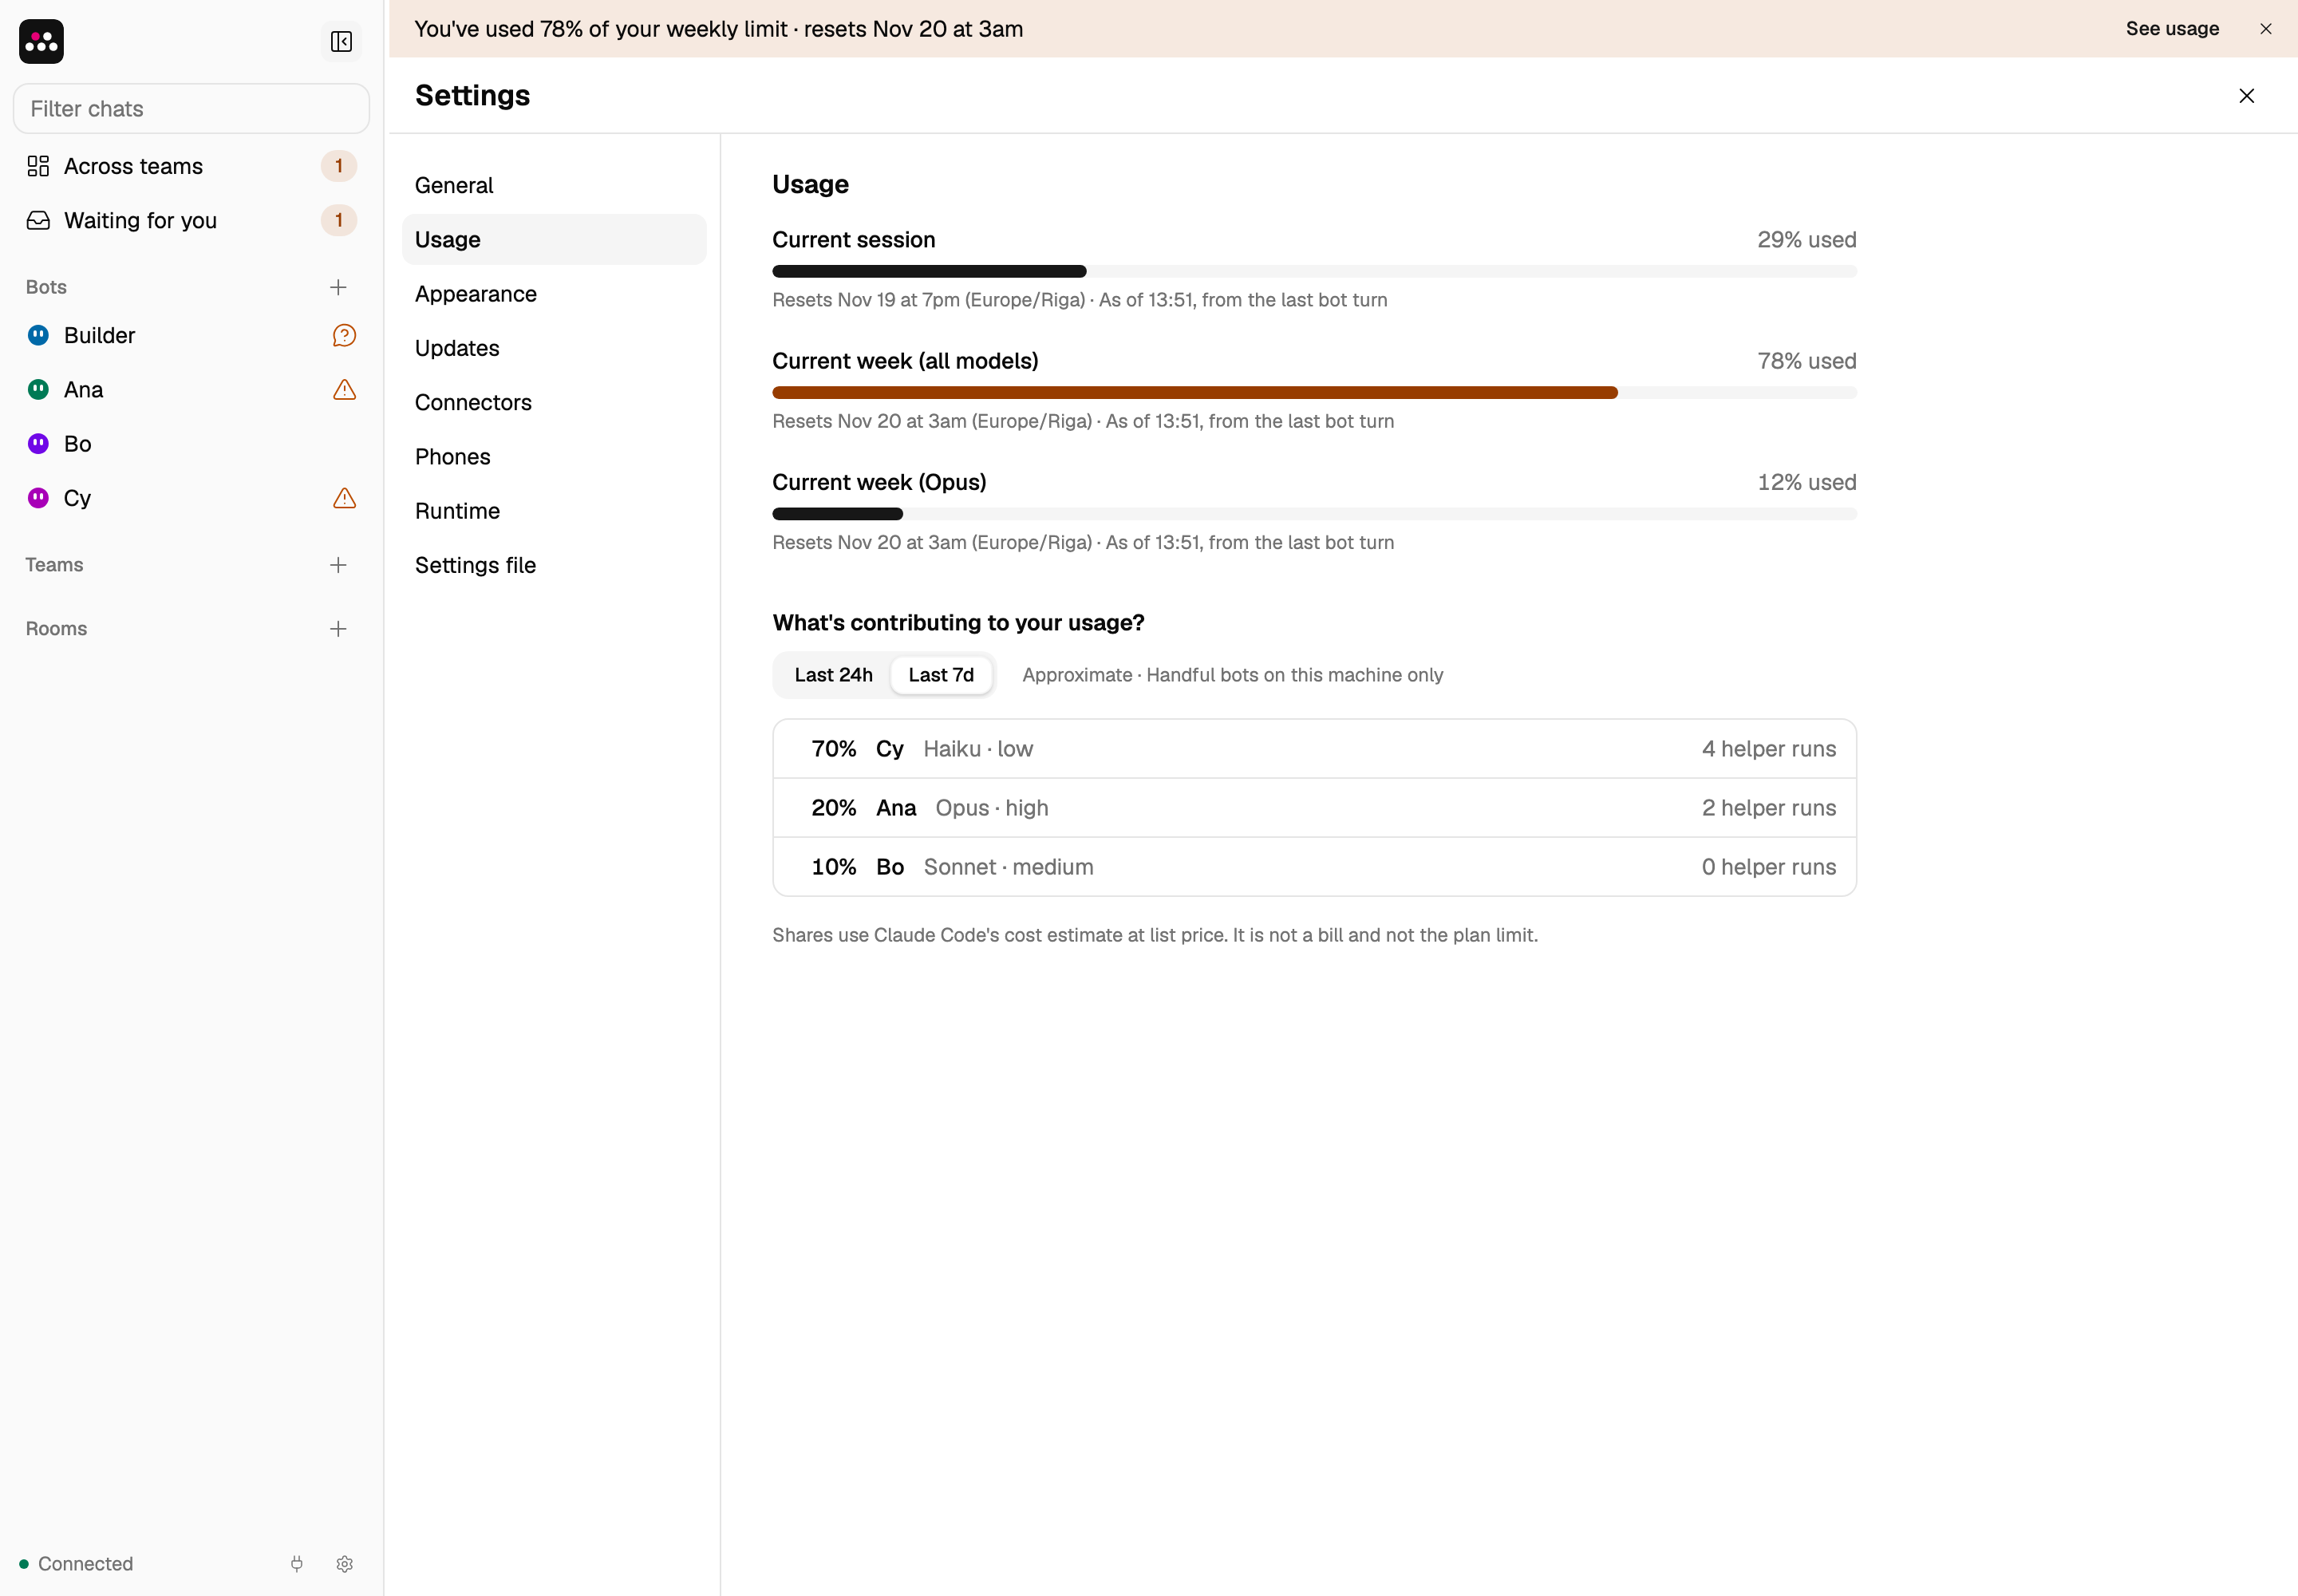 You've used 78% of your weekly limit · resets Nov 20 at 3am
See usage
Filter chats
Across teams 1
Waiting for you 1
Bots
Builder
Ana
Bo
Cy
Teams
Rooms
Connected
Settings
General
Usage
Appearance
Updates
Connectors
Phones
Runtime
Settings file
Usage
Current session 29% used
Resets Nov 19 at 7pm (Europe/Riga) · As of 13:51, from the last bot turn
Current week (all models) 78% used
Resets Nov 20 at 3am (Europe/Riga) · As of 13:51, from the last bot turn
Current week (Opus) 12% used
Resets Nov 20 at 3am (Europe/Riga) · As of 13:51, from the last bot turn
What's contributing to your usage?
Last 24h Last 7d Approximate · Handful bots on this machine only
70% Cy Haiku · low 4 helper runs
20% Ana Opus · high 2 helper runs
10% Bo Sonnet · medium 0 helper runs
Shares use Claude Code's cost estimate at list price. It is not a bill and not the plan limit.